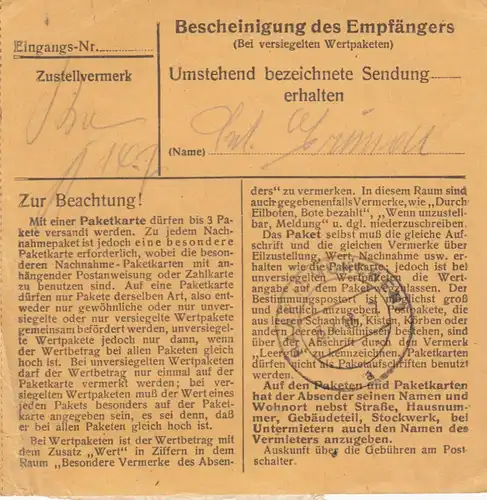 Bescheinigung des Empfängers
(Bei versiegelten Wertpaketen)
Eingangs-Nr.
Zustellvermerk
Umstehend bezeichnete Sendung
erhalten
(Name)
Zur Beachtung!
Mit einer Paketkarte dürfen bis 3 Pa-
kete versandt werden. Zu jedem Nach-
nahmepaket ist jedoch eine besondere
Paketkarte erforderlich, wobei die beson-
deren Nachnahme-Paketkarten mit an-
hängender Postanweisung oder Zahlkarte
zu benutzen sind. Auf eine Paketkarte
dürfen nur Pakete derselben Art, also ent-
weder nur gewöhnliche oder nur unver-
siegelte oder nur versiegelte Wertpakete
gemeinsam befördert werden, unversiegel-
te Wertpakete jedoch nur dann, wenn
der Wertbetrag bei allen Paketen gleich
hoch ist. Bei unversiegelten Wertpaketen
darf der Wertbetrag nur einmal auf der
Paketkarte vermerkt werden; bei ver-
siegelten Wertpaketen muß der Wert eines
jeden Pakets besonders auf der Paket-
karte angegeben sein, es sei denn, daß
er bei allen Paketen gleich hoch ist.
Bei Wertpaketen ist der Wertbetrag mit
dem Zusatz „Wert" in Ziffern in dem
Raum „Besondere Vermerke des Absen-
ders" zu vermerken. In diesem Raum sind
auch gegebenenfalls Vermerke, wie „Durch
Eilboten, Bote bezahlt", „Wenn unzustell-
bar, Meldung" u. dgl. niederzuschreiben.
Das Paket selbst muß die gleiche Auf-
schrift und die gleichen Vermerke über
Eilzustellung, Wert, Nachnahme usw. er-
halten wie die Paketkarte, jedoch ist bei
unversiegelten Wertpaketen die Wert-
angabe auf dem Paket wegzulassen. Der
Bestimmungspostort ist möglichst groß
und deutlich anzugeben. Postpakete, die
aus leeren Schachteln, Kisten, Körben oder
anderen leeren Behältnissen bestehen, sind
über der Anschrift durch den Vermerk
„Leer" zu kennzeichnen. Paketkarten
dürfen nicht als Paketaufschriften benutzt
werden.
Auf den Paketen und Paketkarten
hat der Absender seinen Namen und
Wohnort nebst Straße, Hausnum-
mer, Gebäudeteil, Stockwerk, bei
Untermietern auch den Namen des
Vermieters anzugeben.
Auskunft über die Gebühren am Post-
schalter.